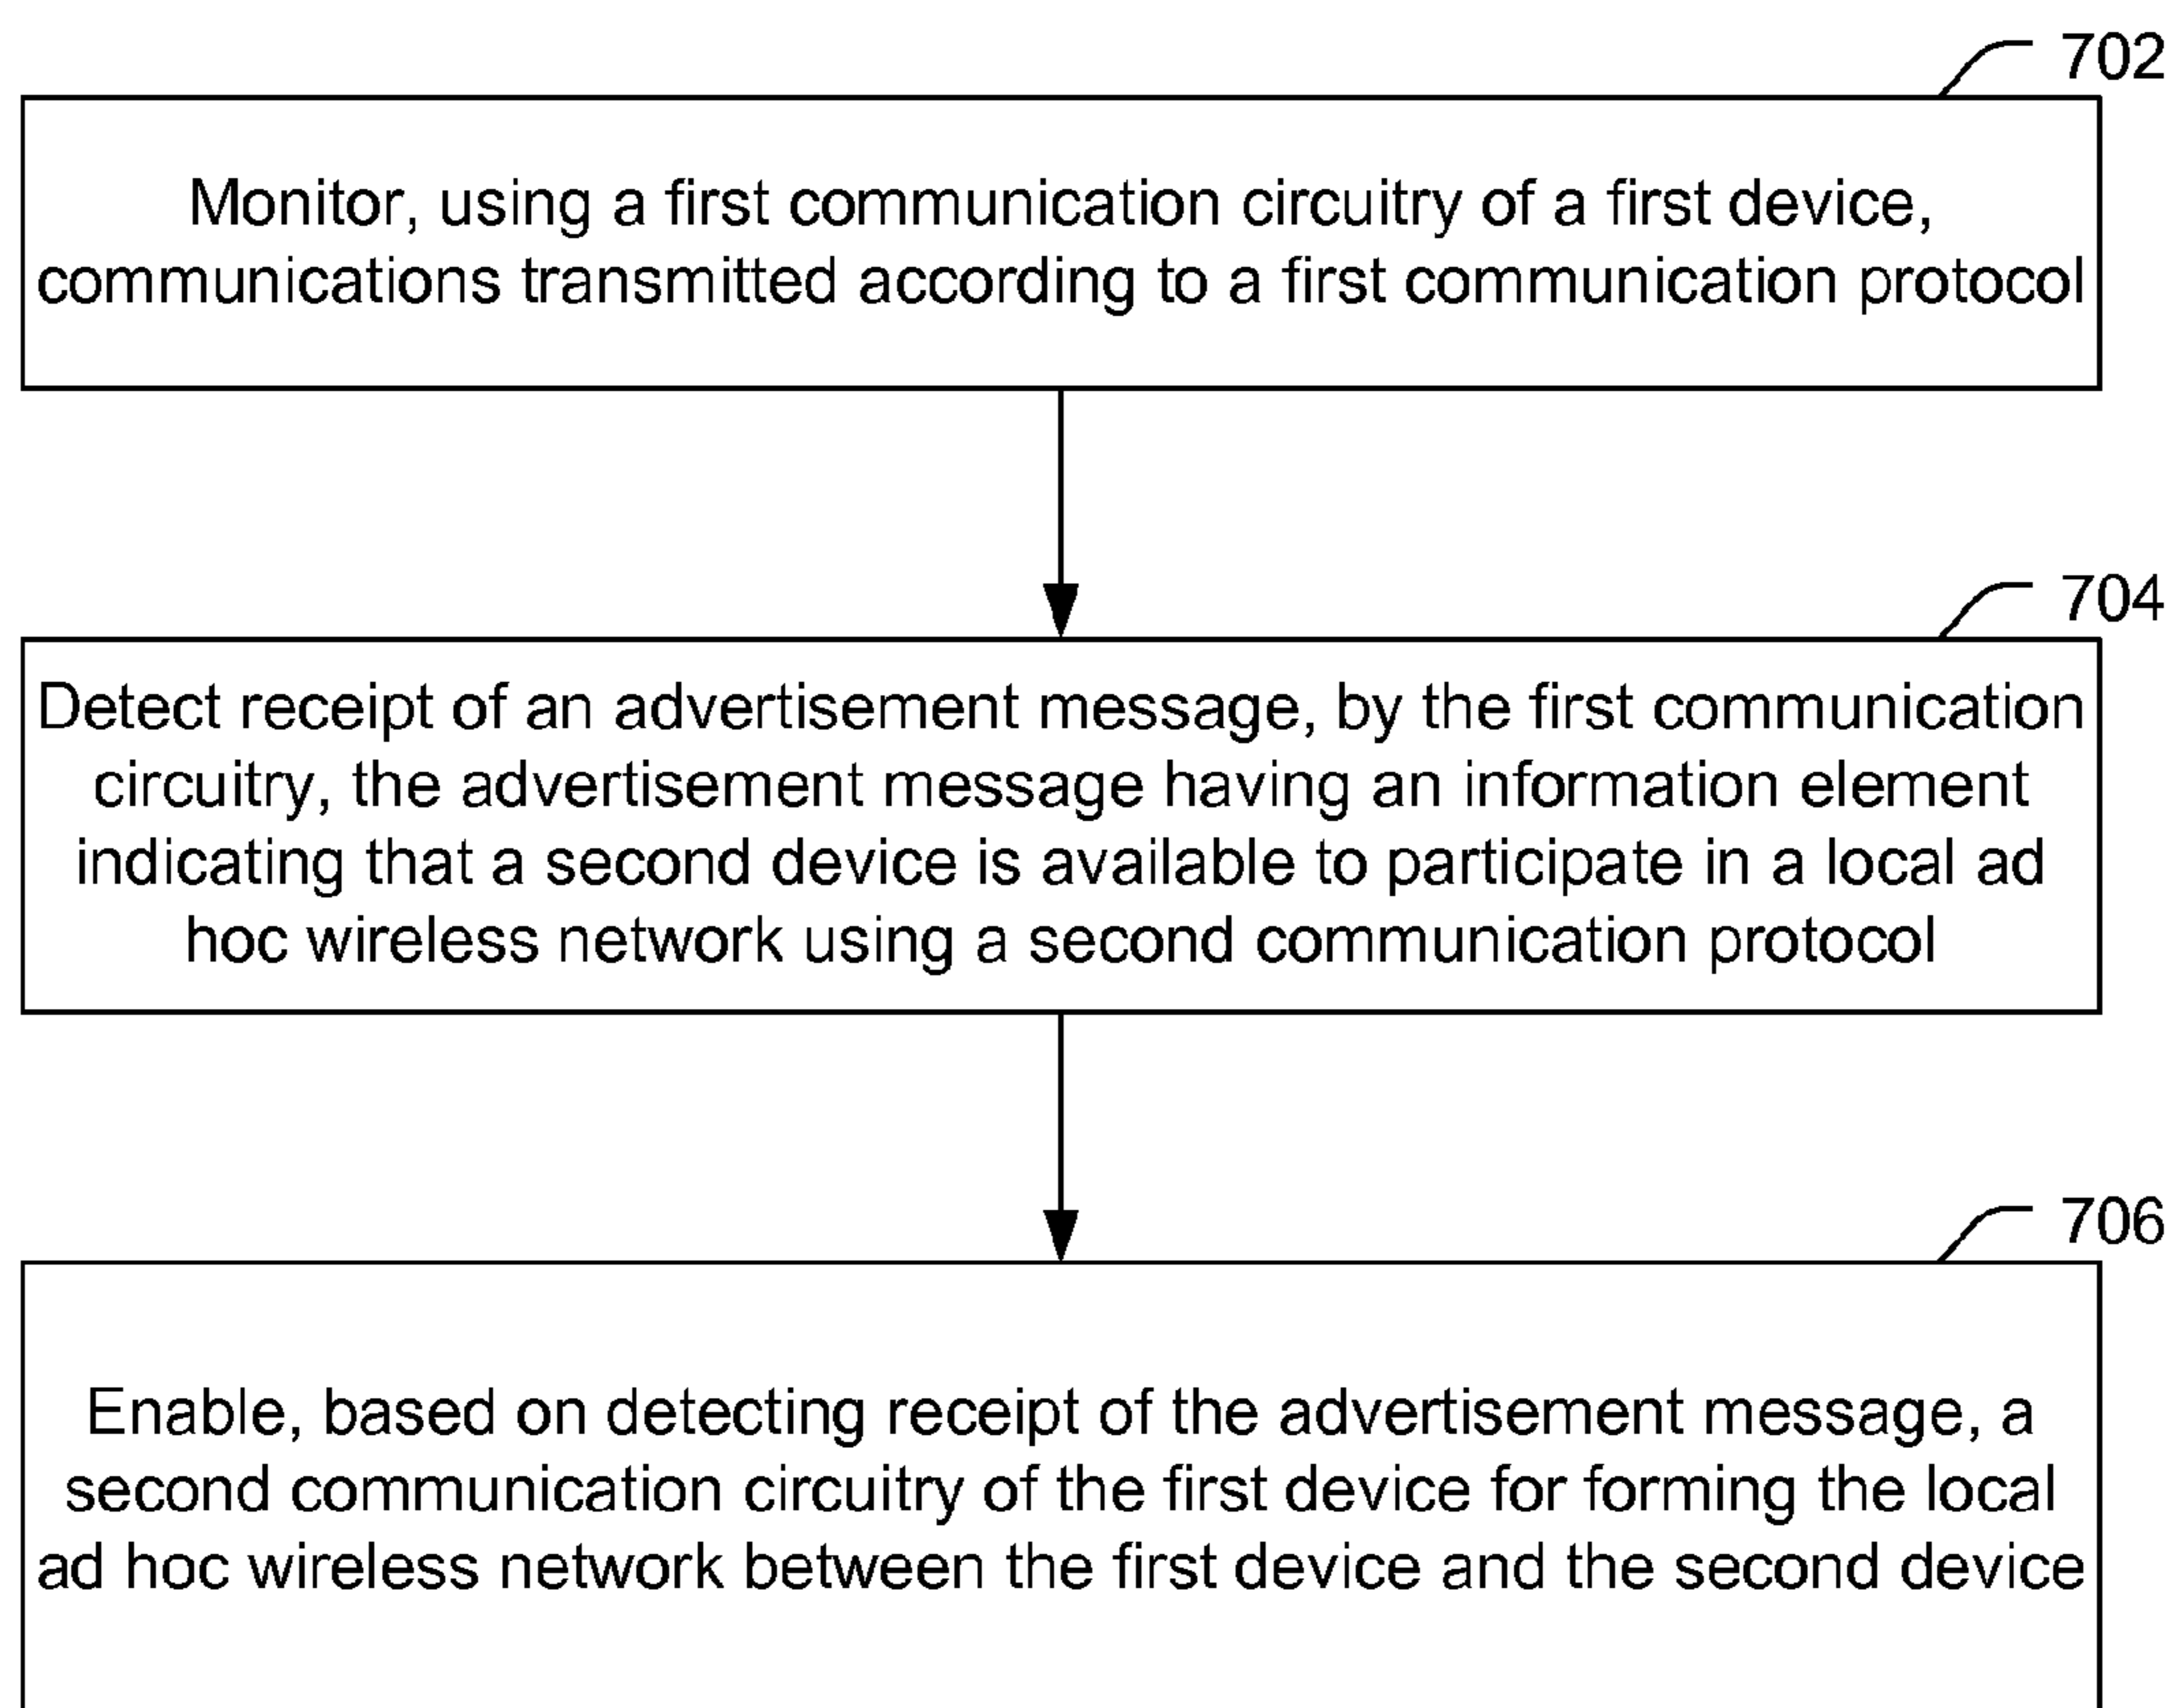 702
Monitor, using a first communication circuitry of a first device,
communications transmitted according to a first communication protocol
704
Detect receipt of an advertisement message, by the first communication
circuitry, the advertisement message having an information element
indicating that a second device is available to participate in a local ad
hoc wireless network using a second communication protocol
706
Enable, based on detecting receipt of the advertisement message, a
second communication circuitry of the first device for forming the local
ad hoc wireless network between the first device and the second device